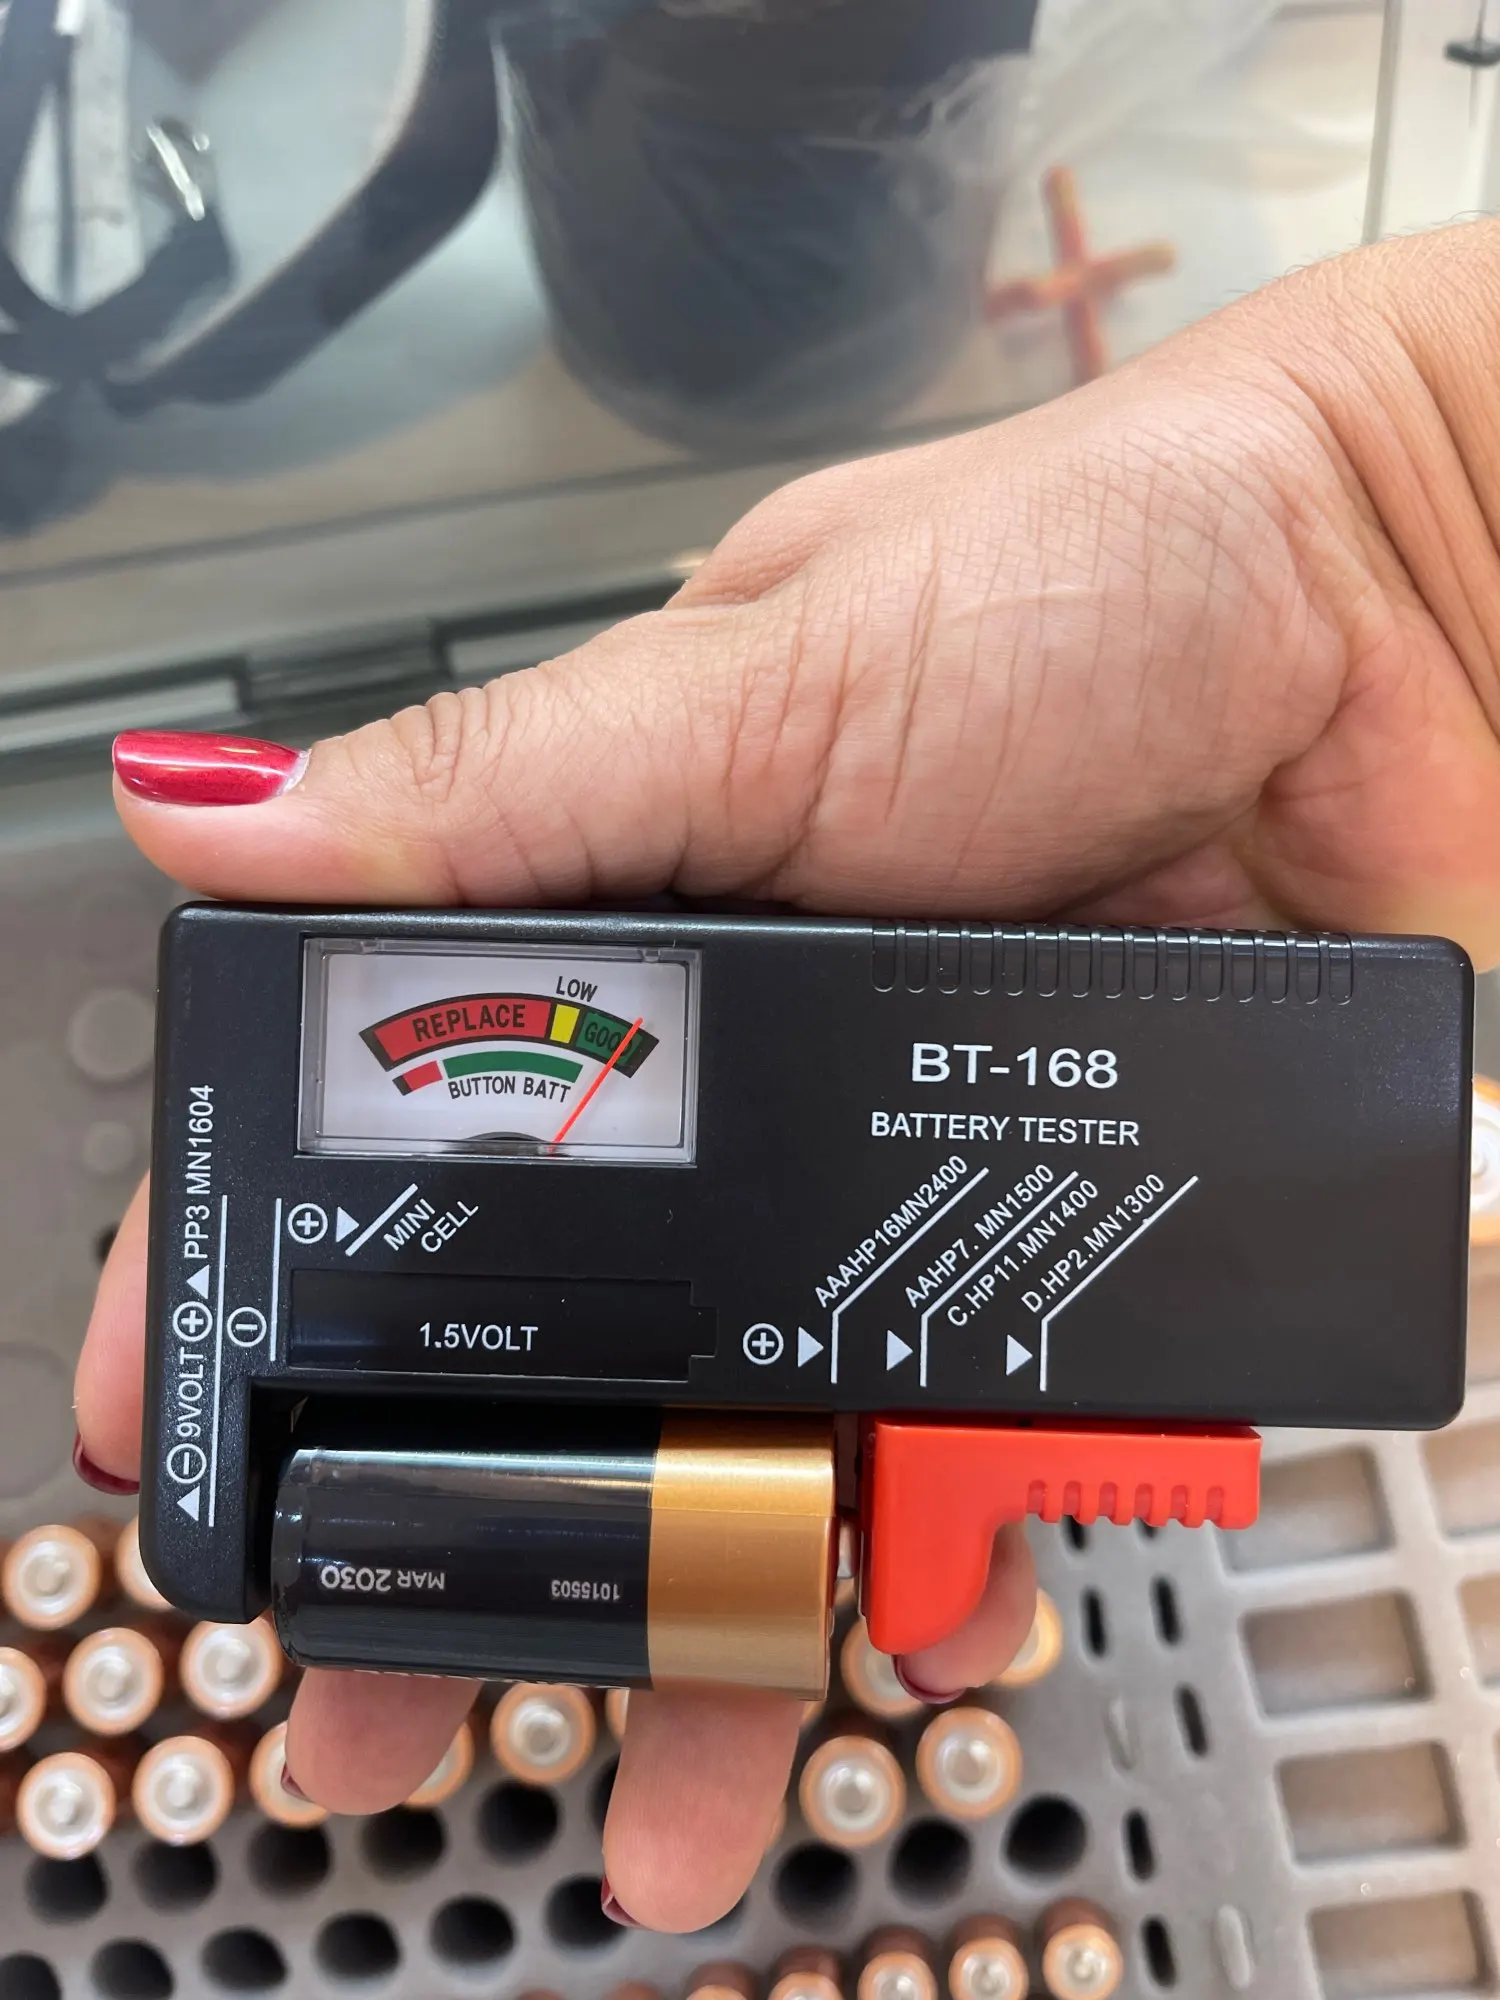 LOW
REPLACE
GOOD
BUTTON BATT
BT-168
BATTERY TESTER
⊖9VOLT⊕ PP3 MN1604
⊕ MINI
CELL
⊖
1.5VOLT
⊕
AAAHP16MN2400
AAHP7. MN1500
C.HP11.MN1400
D.HP2.MN1300
MAR 2030
1015503